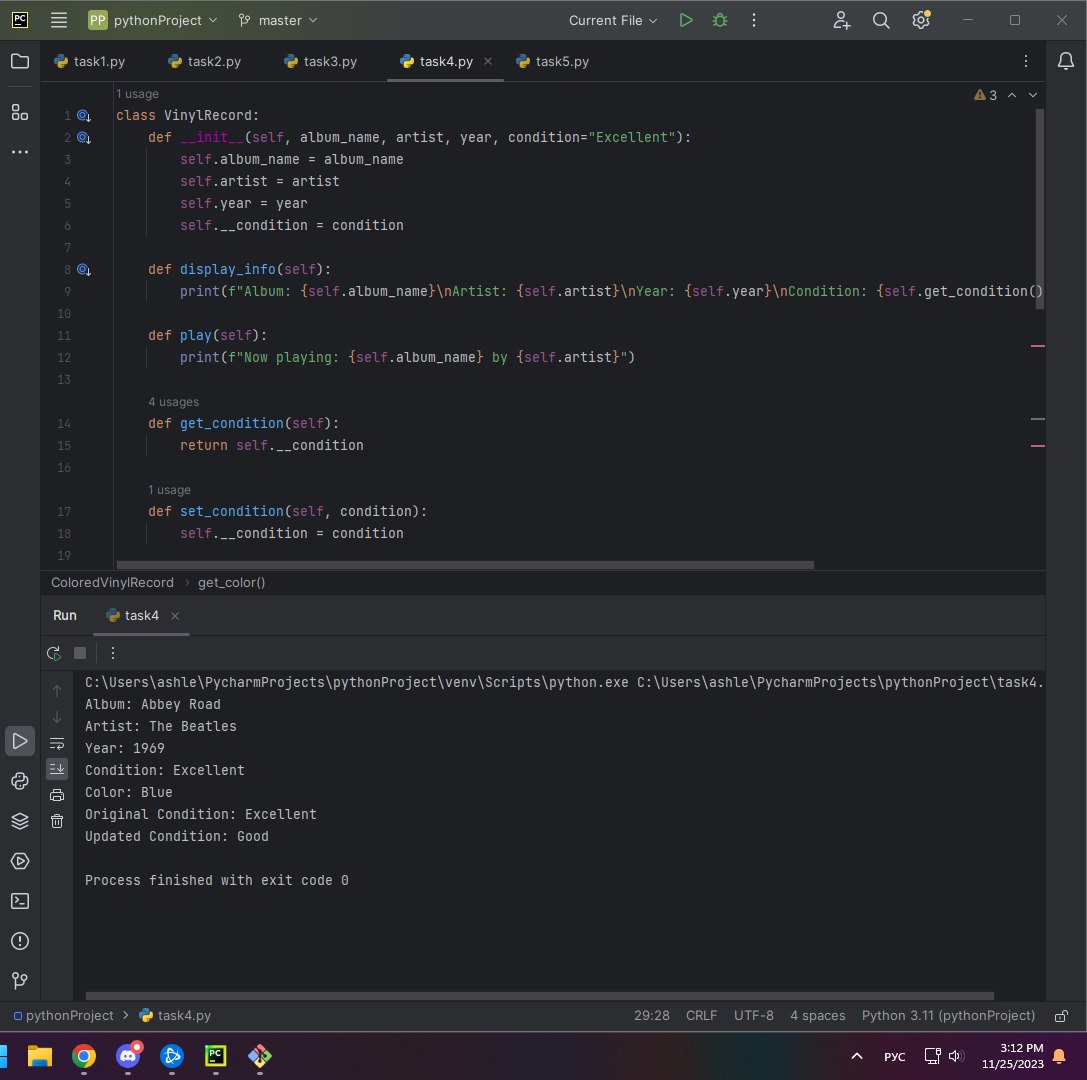 PC PP pythonProject master Current File
task1.py task2.py task3.py task4.py task5.py
1 usage 3
1 class VinylRecord:
2 def __init__(self, album_name, artist, year, condition="Excellent"):
3 self.album_name = album_name
4 self.artist = artist
5 self.year = year
6 self.__condition = condition
7
8 def display_info(self):
9 print(f"Album: {self.album_name}\nArtist: {self.artist}\nYear: {self.year}\nCondition: {self.get_condition()
10
11 def play(self):
12 print(f"Now playing: {self.album_name} by {self.artist}")
13
4 usages
14 def get_condition(self):
15 return self.__condition
16
1 usage
17 def set_condition(self, condition):
18 self.__condition = condition
19
ColoredVinylRecord › get_color()
Run task4
C:\Users\ashle\PycharmProjects\pythonProject\venv\Scripts\python.exe C:\Users\ashle\PycharmProjects\pythonProject\task4.
Album: Abbey Road
Artist: The Beatles
Year: 1969
Condition: Excellent
Color: Blue
Original Condition: Excellent
Updated Condition: Good
Process finished with exit code 0
pythonProject > task4.py 29:28 CRLF UTF-8 4 spaces Python 3.11 (pythonProject)
PC РУС 3:12 PM
11/25/2023